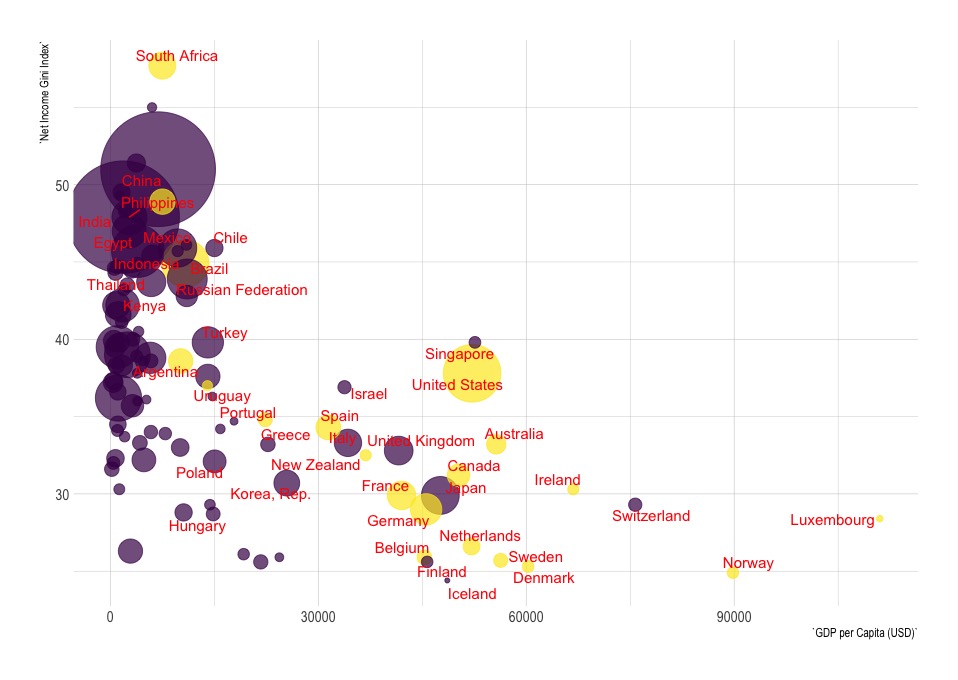 `Net Income Gini Index`
South Africa
50
China
Philippines
India
Egypt
Mexico
Chile
Indonesia
Brazil
Thailand
Russian Federation
Kenya
40
Turkey
Singapore
Argentina
United States
Uruguay
Israel
Portugal
Spain
Greece
Italy
United Kingdom
Australia
New Zealand
Canada
Poland
Ireland
France
Japan
Korea, Rep.
30
Switzerland
Luxembourg
Germany
Hungary
Netherlands
Belgium
Sweden
Norway
Finland
Denmark
Iceland
0
30000
60000
90000
`GDP per Capita (USD)`